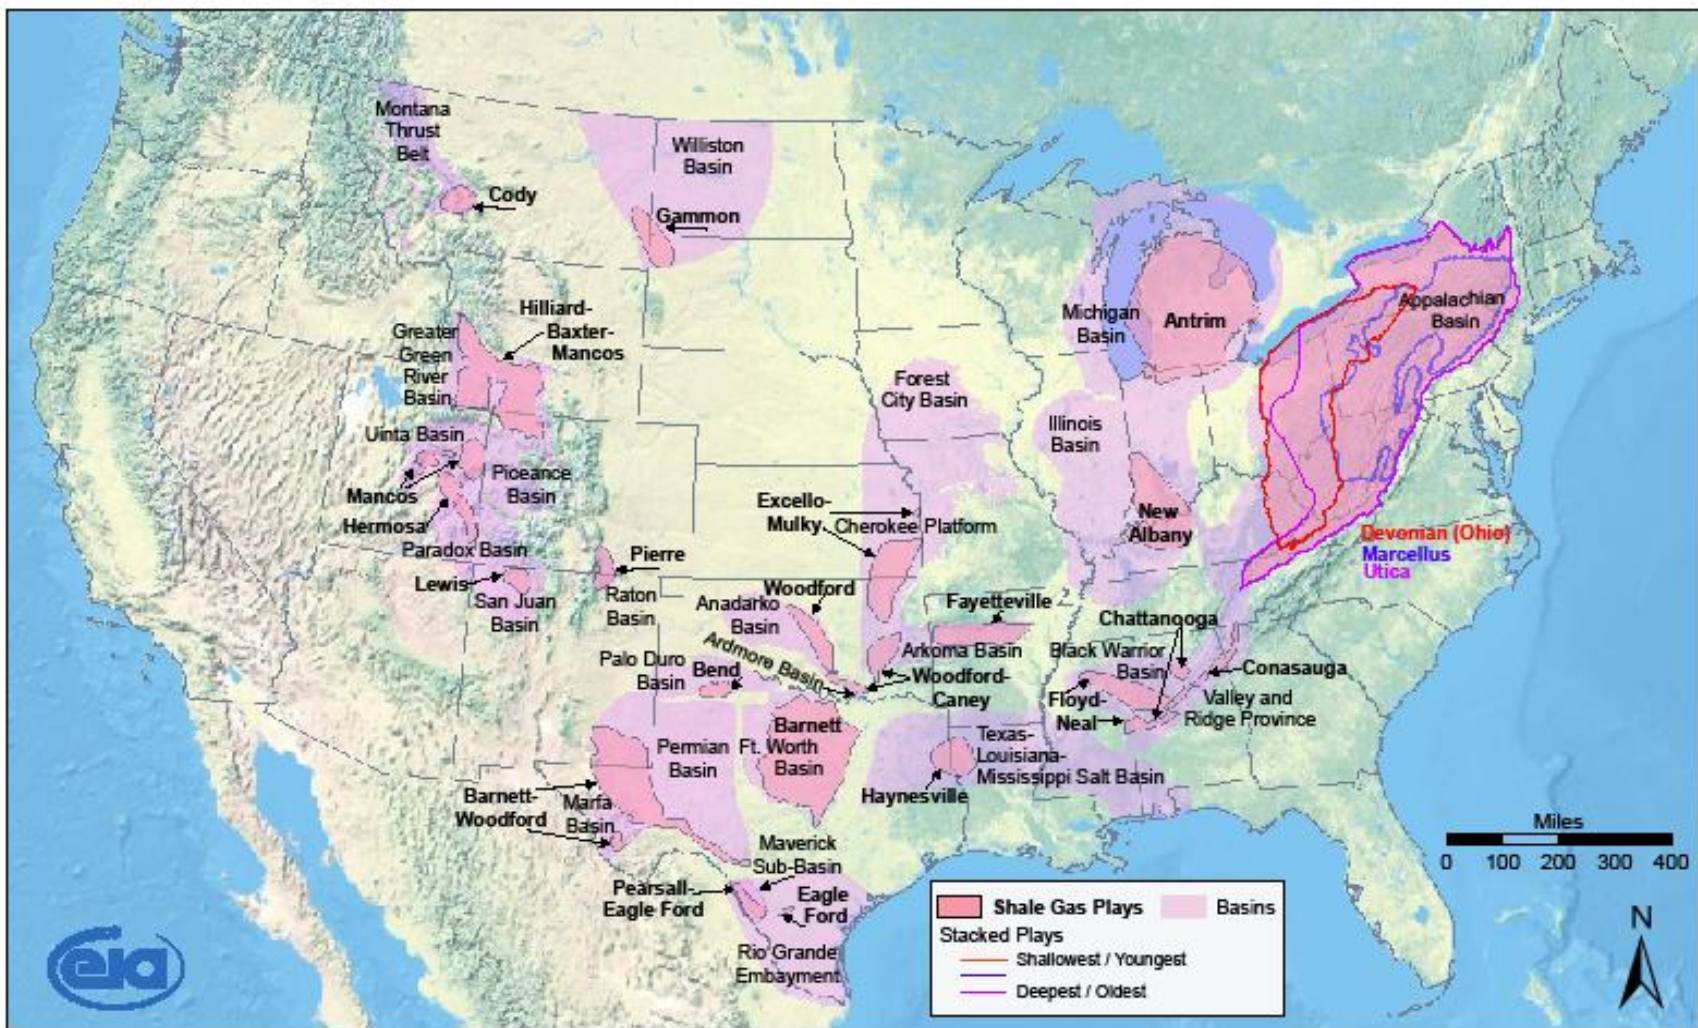 Montana
Thrust
Belt
Cody
Williston
Basin
Gammon
Hilliard-
Baxter-
Mancos
Greater
Green
River
Basin
Uinta Basin
Piceance
Basin
Mancos
Hermosa
Paradox Basin
Lewis
San Juan
Basin
Pierre
Raton
Basin
Forest
City Basin
Excello-
Mulky
Cherokee Platform
Woodford
Anadarko
Basin
Ardmore Basin
Palo Duro
Basin
Bend
Fayetteville
Arkoma Basin
Woodford-
Caney
Michigan
Basin
Antrim
Illinois
Basin
New
Albany
Appalachian
Basin
Devonian (Ohio)
Marcellus
Utica
Chattanooga
Black Warrior
Basin
Conasauga
Floyd-
Neal
Valley and
Ridge Province
Permian
Basin
Barnett
Ft. Worth
Basin
Barnett-
Woodford
Marfa
Basin
Texas-
Louisiana-
Mississippi Salt Basin
Haynesville
Maverick
Sub-Basin
Pearsall-
Eagle Ford
Eagle
Ford
Rio Grande
Embayment
Miles
0 100 200 300 400
N
Shale Gas Plays Basins
Stacked Plays
Shallowest / Youngest
Deepest / Oldest
eia